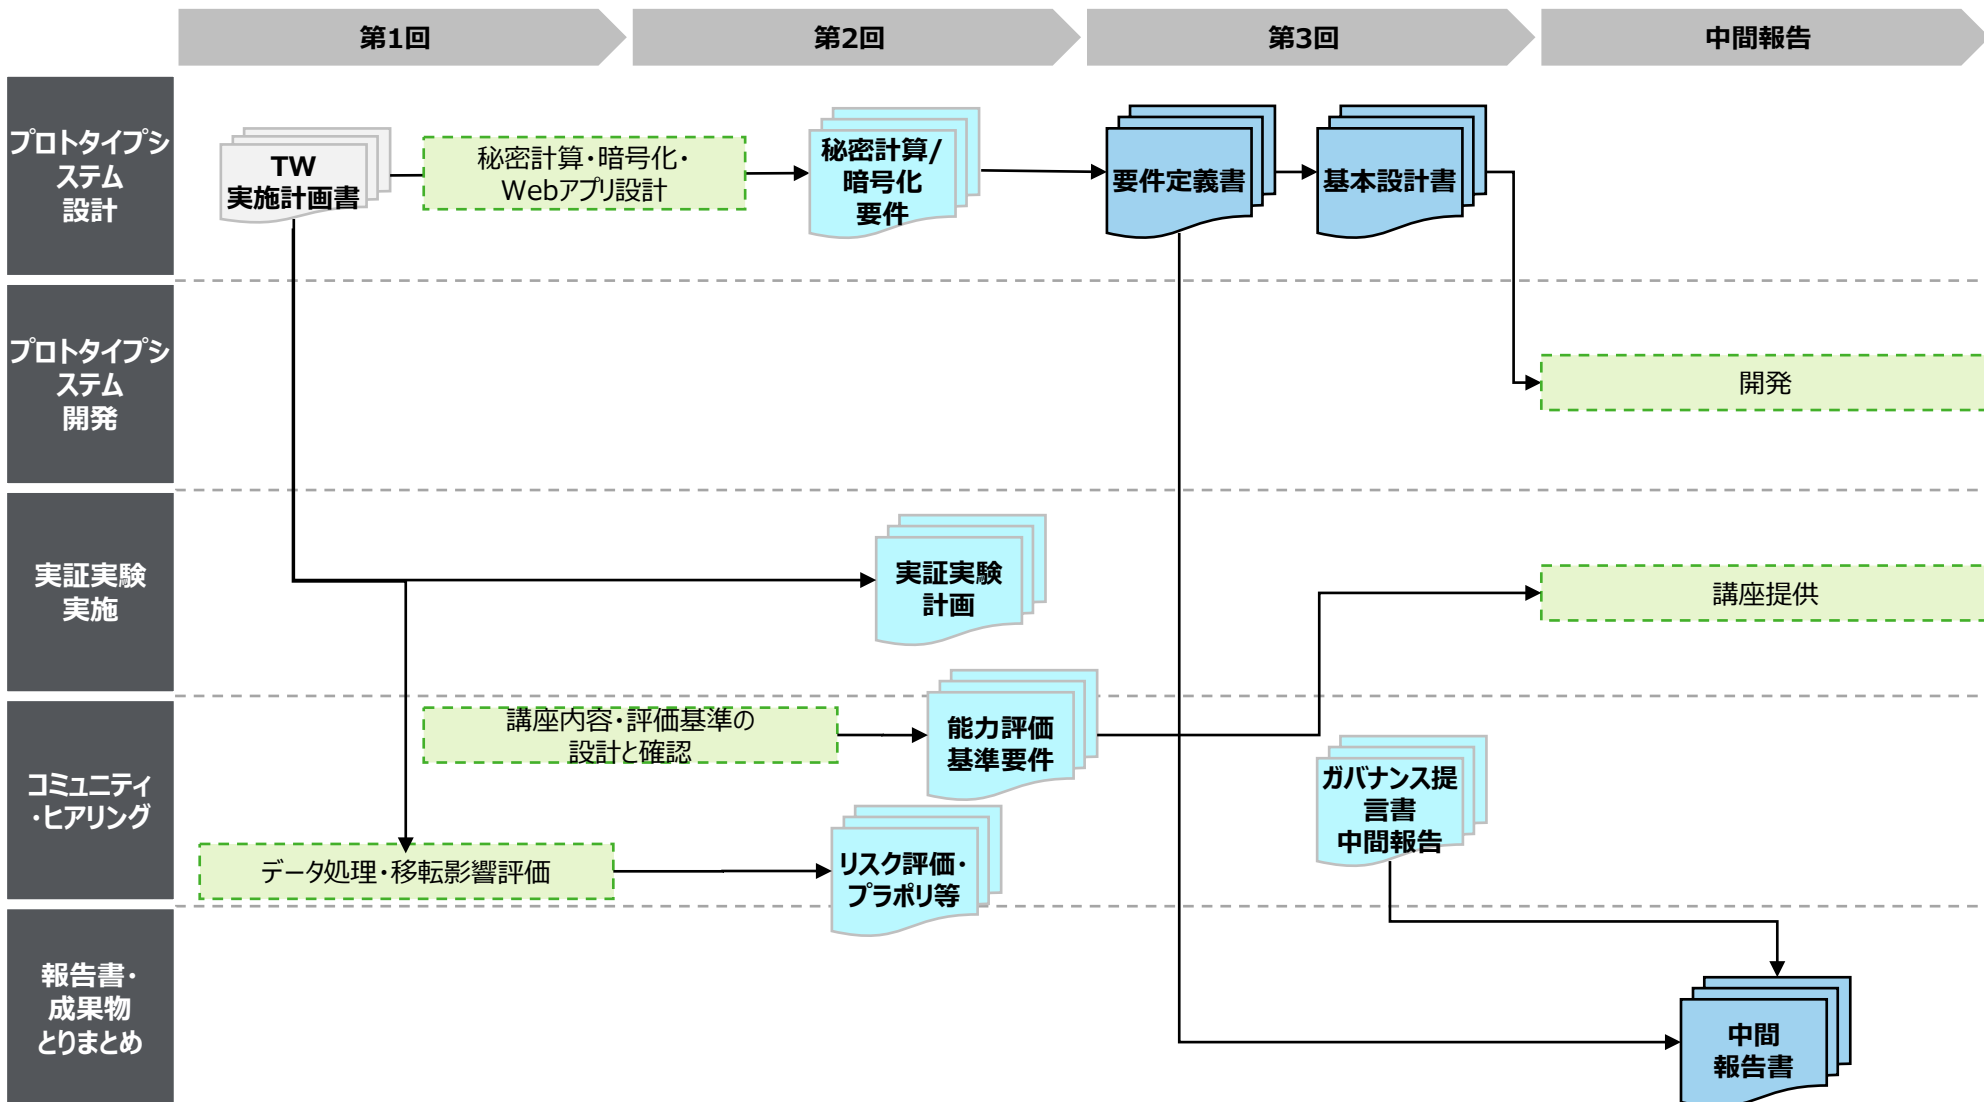 第1回
第2回
第3回
中間報告
プロトタイプシ
ステム
設計
TW
実施計画書
秘密計算・暗号化・
Webアプリ設計
秘密計算/
暗号化
要件
要件定義書
基本設計書
プロトタイプシ
ステム
開発
開発
実証実験
実施
実証実験
計画
講座提供
コミュニティ
・ヒアリング
講座内容・評価基準の
設計と確認
能力評価
基準要件
ガバナンス提
言書
中間報告
データ処理・移転影響評価
リスク評価・
プラポリ等
報告書・
成果物
とりまとめ
中間
報告書